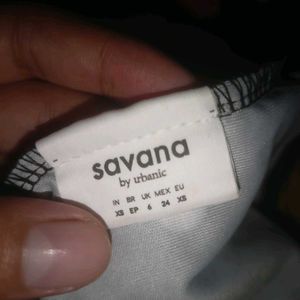 savana
by urbanic
IN BR UK MEX EU
XS EP 6 24 XS